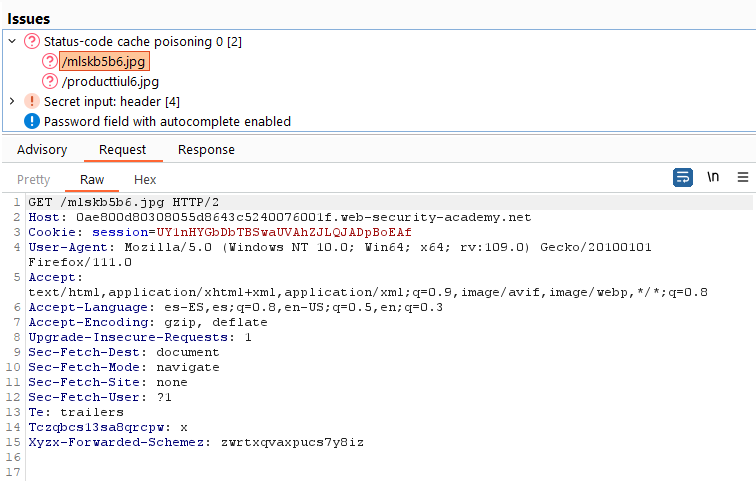 Issues
Status-code cache poisoning 0 [2]
/mlskb5b6.jpg
/producttiul6.jpg
Secret input: header [4]
Password field with autocomplete enabled
Advisory Request Response
Pretty Raw Hex \n
1 GET /mlskb5b6.jpg HTTP/2
2 Host: 0ae800d80308055d8643c5240076001f.web-security-academy.net
3 Cookie: session=UY1nHYGbDbTBSwaUVAhZJLQJADpBoEAf
4 User-Agent: Mozilla/5.0 (Windows NT 10.0; Win64; x64; rv:109.0) Gecko/20100101
Firefox/111.0
5 Accept:
text/html,application/xhtml+xml,application/xml;q=0.9,image/avif,image/webp,*/*;q=0.8
6 Accept-Language: es-ES,es;q=0.8,en-US;q=0.5,en;q=0.3
7 Accept-Encoding: gzip, deflate
8 Upgrade-Insecure-Requests: 1
9 Sec-Fetch-Dest: document
10 Sec-Fetch-Mode: navigate
11 Sec-Fetch-Site: none
12 Sec-Fetch-User: ?1
13 Te: trailers
14 Tczqbcs13sa8qrcpw: x
15 Xyzx-Forwarded-Schemez: zwrtxqvaxpucs7y8iz
16
17